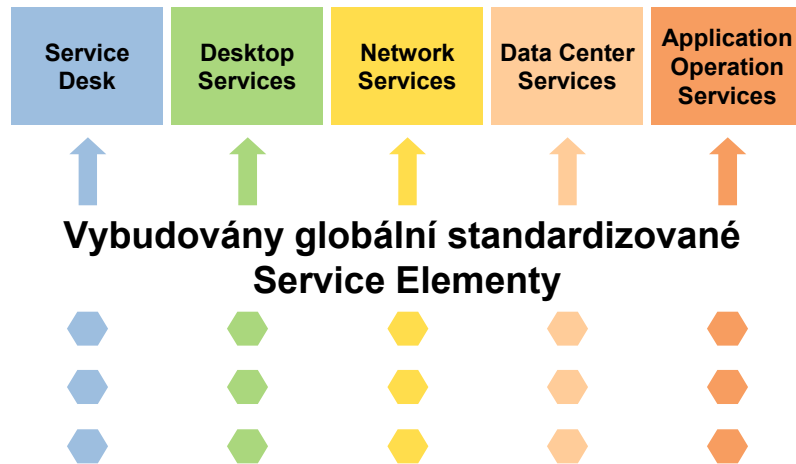 Service
Desk
Desktop
Services
Network
Services
Data Center
Services
Application
Operation
Services
Vybudovány globální standardizované
Service Elementy